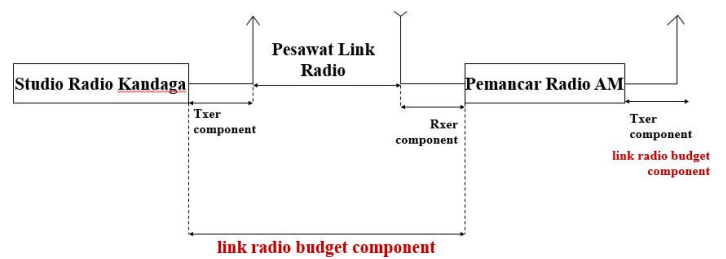 Pesawat Link
Radio
Studio Radio Kandaga
Pemancar Radio AM
Txer
component
Rxer
component
Txer
component
link radio budget
component
link radio budget component